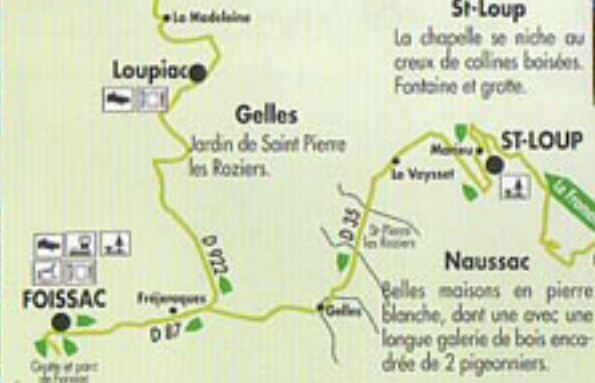 La Madeleine
Loupiac
St-Loup
La chapelle se niche au
creux de collines boisées.
Fontaine et grotte.
Gelles
Jardin de Saint Pierre
les Roziers.
Marieu
ST-LOUP
Le Voysset
D 35
St-Pierre
les Roziers
D 922
Naussac
Belles maisons en pierre
blanche, dont une avec une
longue galerie de bois enca-
drée de 2 pigeonniers.
FOISSAC
Fréjeroques
Gelles
D 87
Grotte et parc
de Foissac